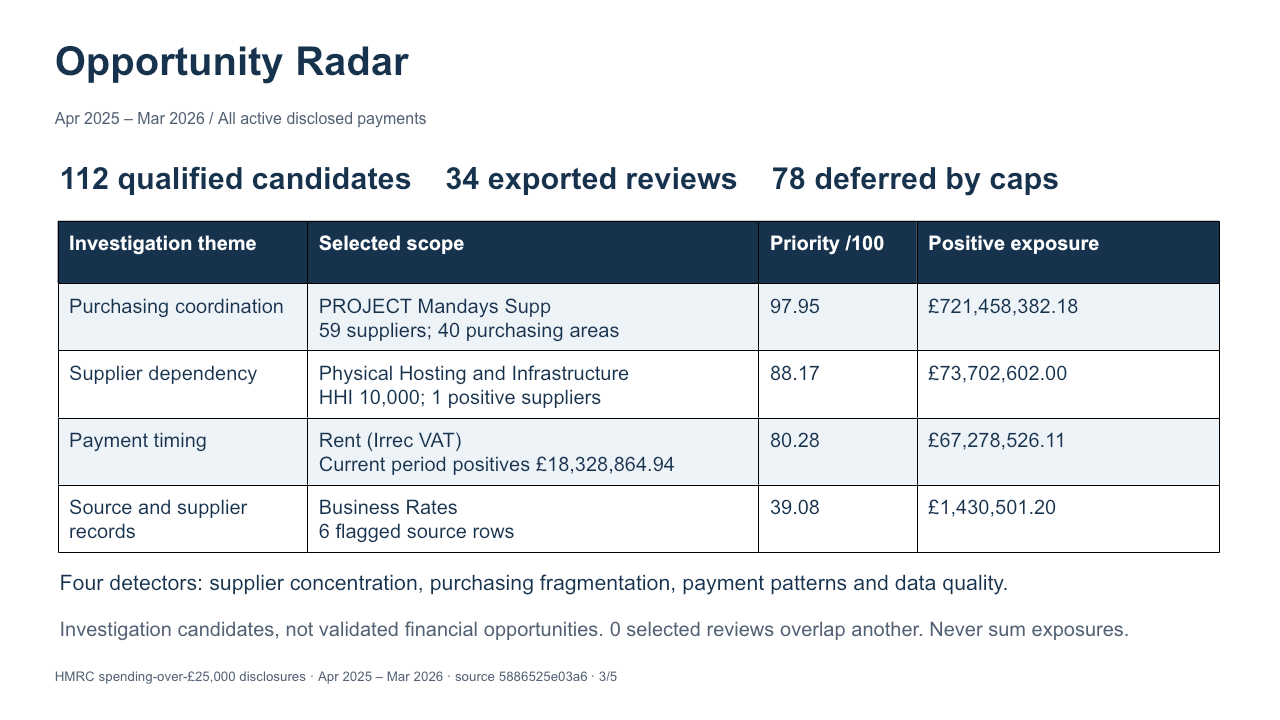 Opportunity Radar
Apr 2025 – Mar 2026 / All active disclosed payments
112 qualified candidates 34 exported reviews 78 deferred by caps
Investigation theme Selected scope Priority /100 Positive exposure
Purchasing coordination PROJECT Mandays Supp 97.95 £721,458,382.18
59 suppliers; 40 purchasing areas
Supplier dependency Physical Hosting and Infrastructure 88.17 £73,702,602.00
HHI 10,000; 1 positive suppliers
Payment timing Rent (Irrec VAT) 80.28 £67,278,526.11
Current period positives £18,328,864.94
Source and supplier Business Rates 39.08 £1,430,501.20
records 6 flagged source rows
Four detectors: supplier concentration, purchasing fragmentation, payment patterns and data quality.
Investigation candidates, not validated financial opportunities. 0 selected reviews overlap another. Never sum exposures.
HMRC spending-over-£25,000 disclosures · Apr 2025 – Mar 2026 · source 5886525e03a6 · 3/5